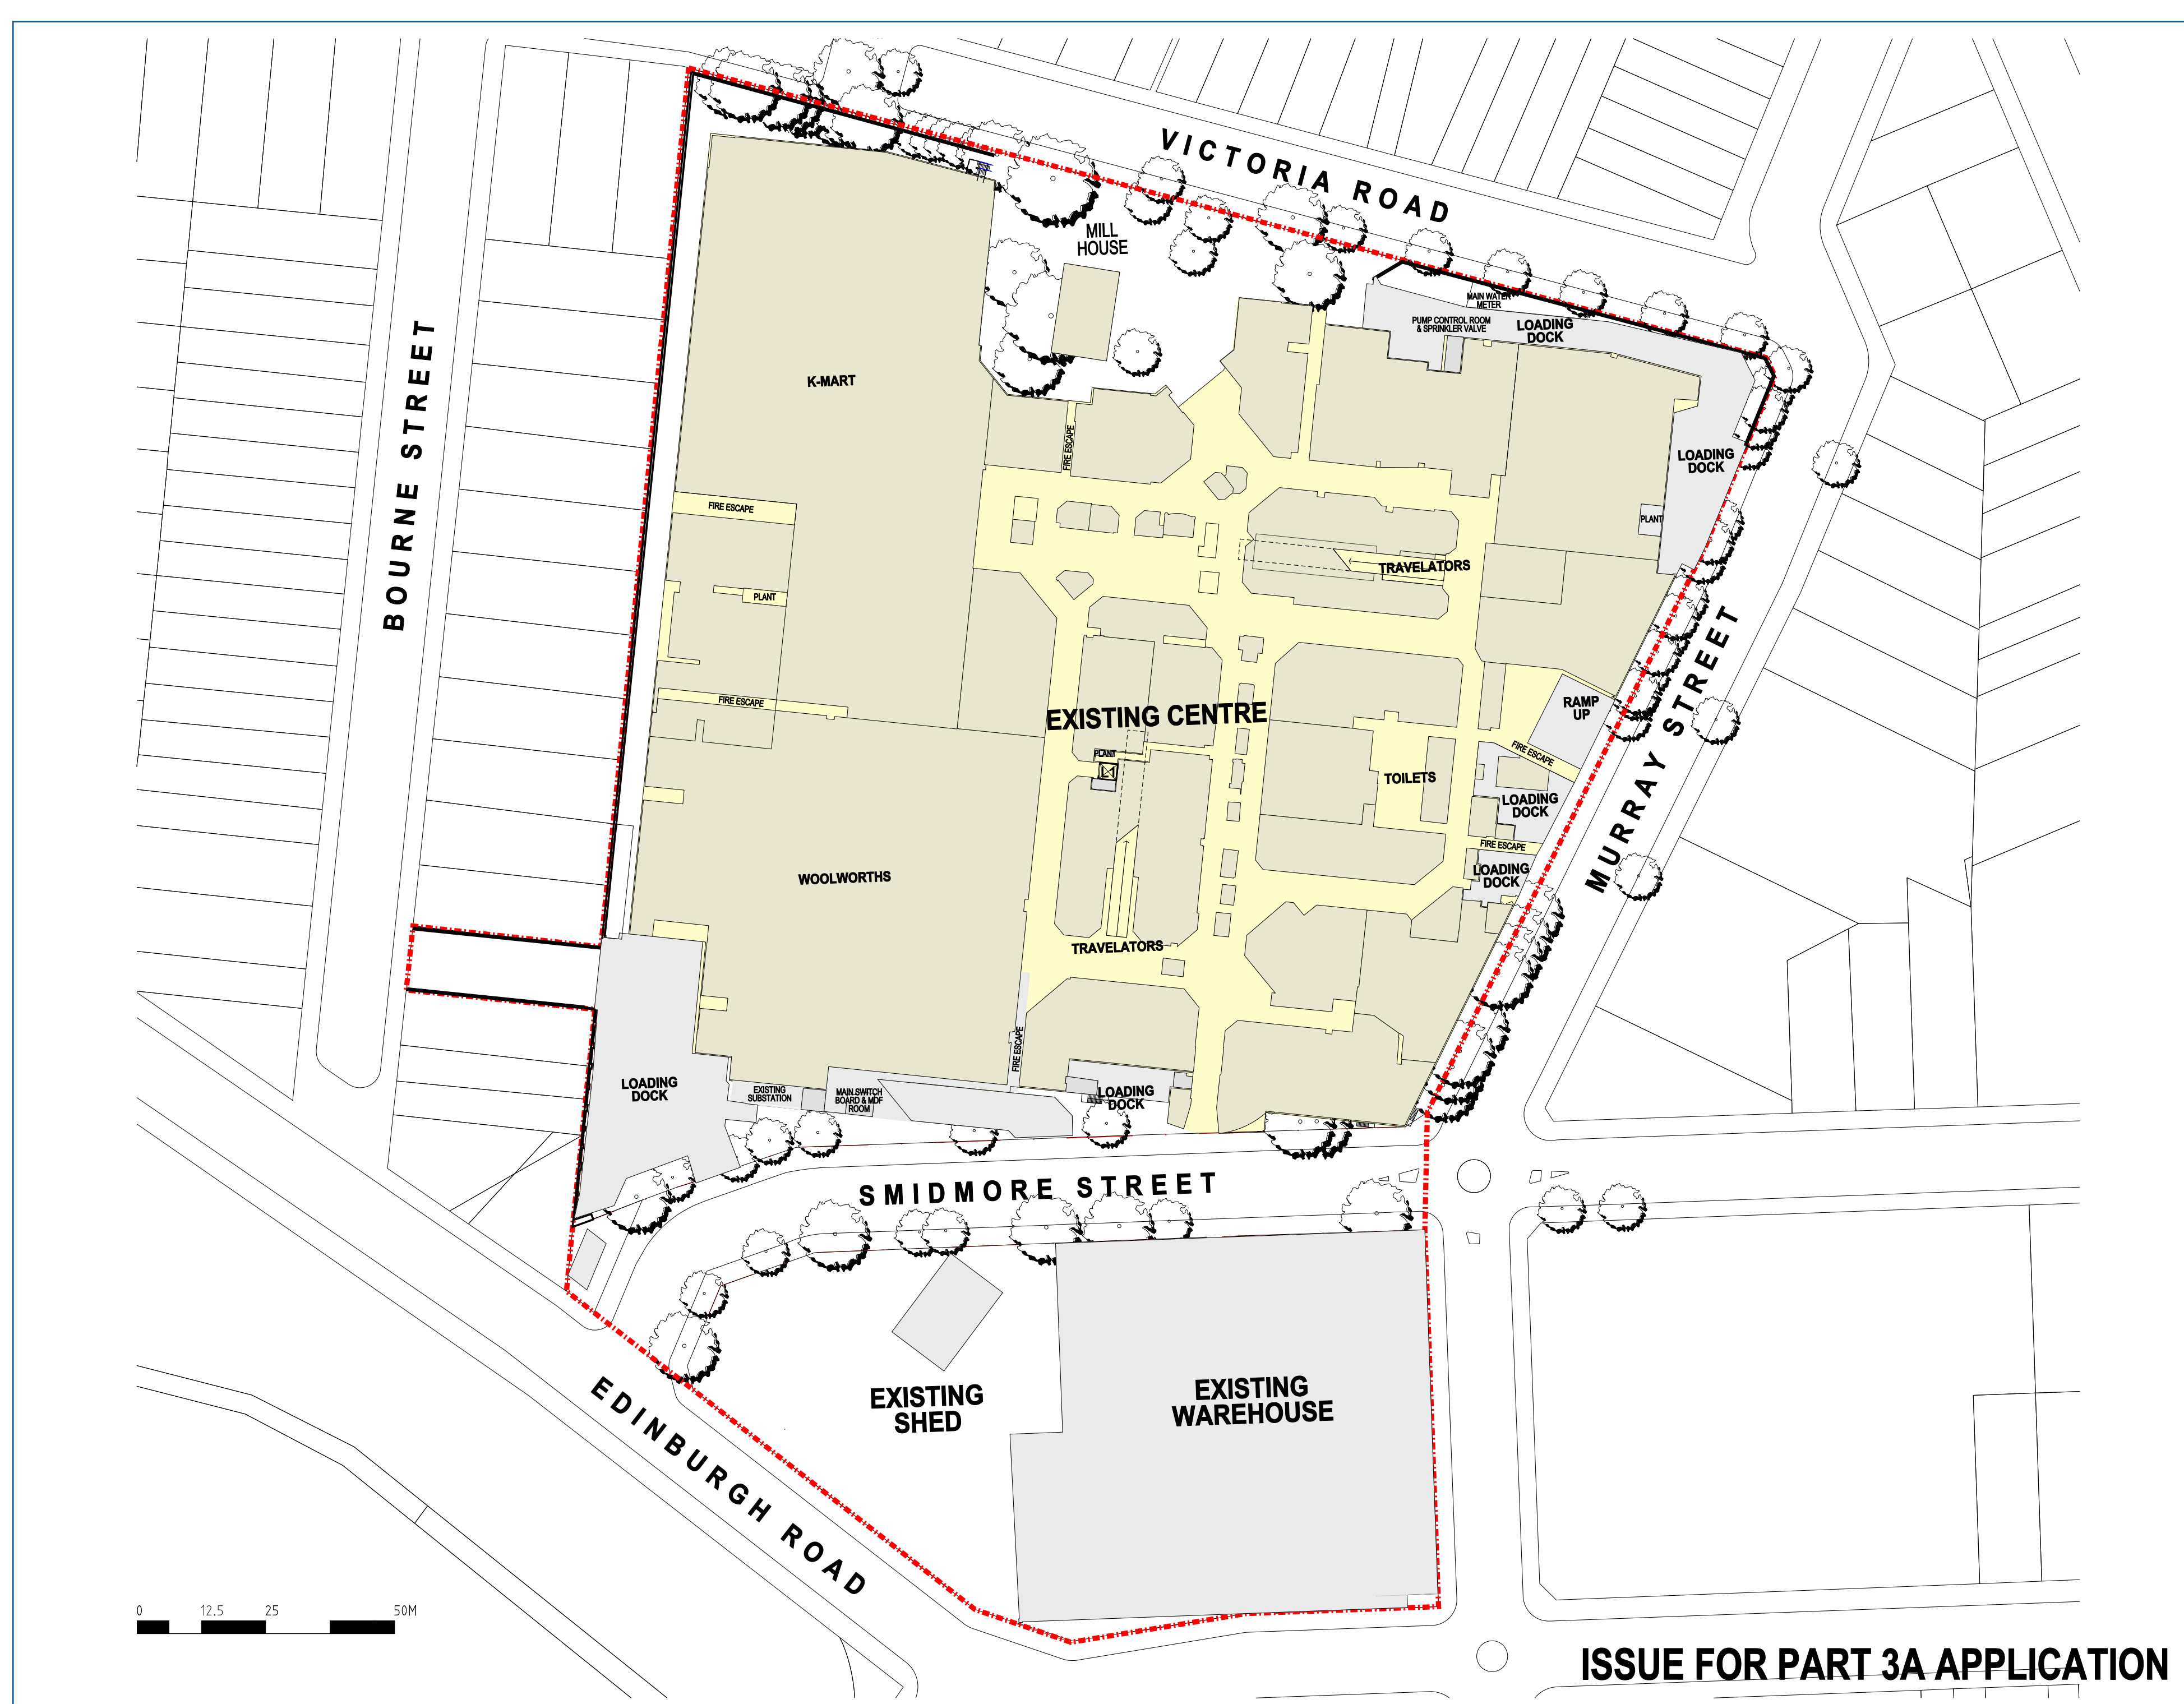 VICTORIA ROAD
MILL
HOUSE
MAIN WATER
METER
PUMP CONTROL ROOM
& SPRINKLER VALVE
LOADING
DOCK
BOURNE STREET
K-MART
FIRE ESCAPE
LOADING
DOCK
FIRE ESCAPE
PLANT
TRAVELATORS
PLANT
MURRAY STREET
FIRE ESCAPE
RAMP
UP
EXISTING CENTRE
PLANT
FIRE ESCAPE
TOILETS
LOADING
DOCK
FIRE ESCAPE
WOOLWORTHS
LOADING
DOCK
TRAVELATORS
FIRE ESCAPE
LOADING
DOCK
EXISTING
SUBSTATION
MAIN SWITCH
BOARD & MDF
ROOM
LOADING
DOCK
SMIDMORE STREET
EXISTING
SHED
EXISTING
WAREHOUSE
EDINBURGH ROAD
0 12.5 25 50M
ISSUE FOR PART 3A APPLICATION